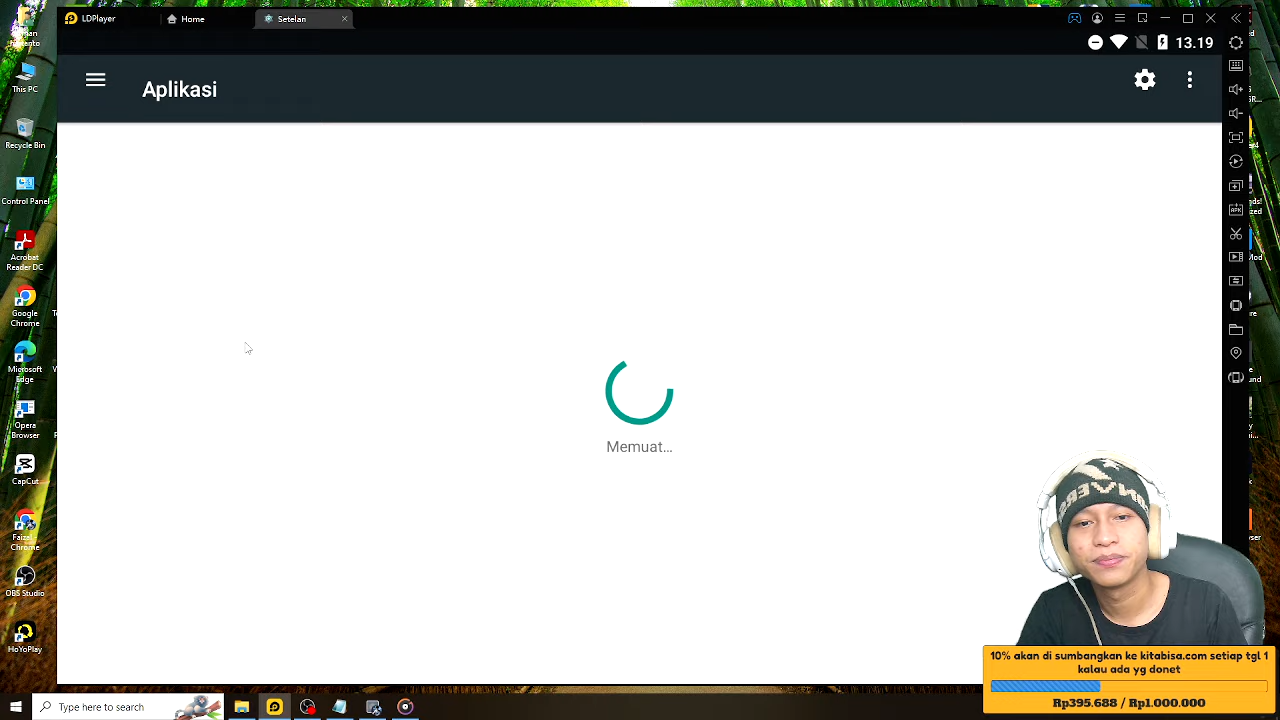 LDPlayer
Home
Seelan
13.19
Aplikasi
Memuat...
This PC
Recycle Bin
Control Panel
Acrobat
Reader DC
Google
Chrome
Microsoft
Edge
Opera
Browser
CapCut
Faizal -
Chrome
OBS Studio
HoYoPlay
APK
10% akan di sumbangkan ke kitabisa.com setiap tgl 1
kalau ada yg donet
Rp395.688 / Rp1.000.000
Type here to search